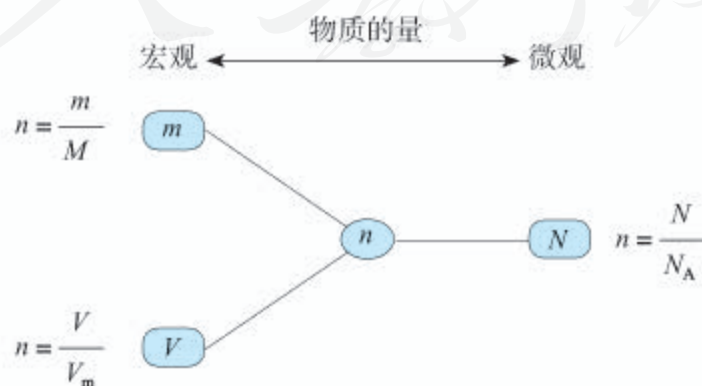 物质的量
宏观 微观
n = m/M m
n N n = N/N_A
n = V/V_m V